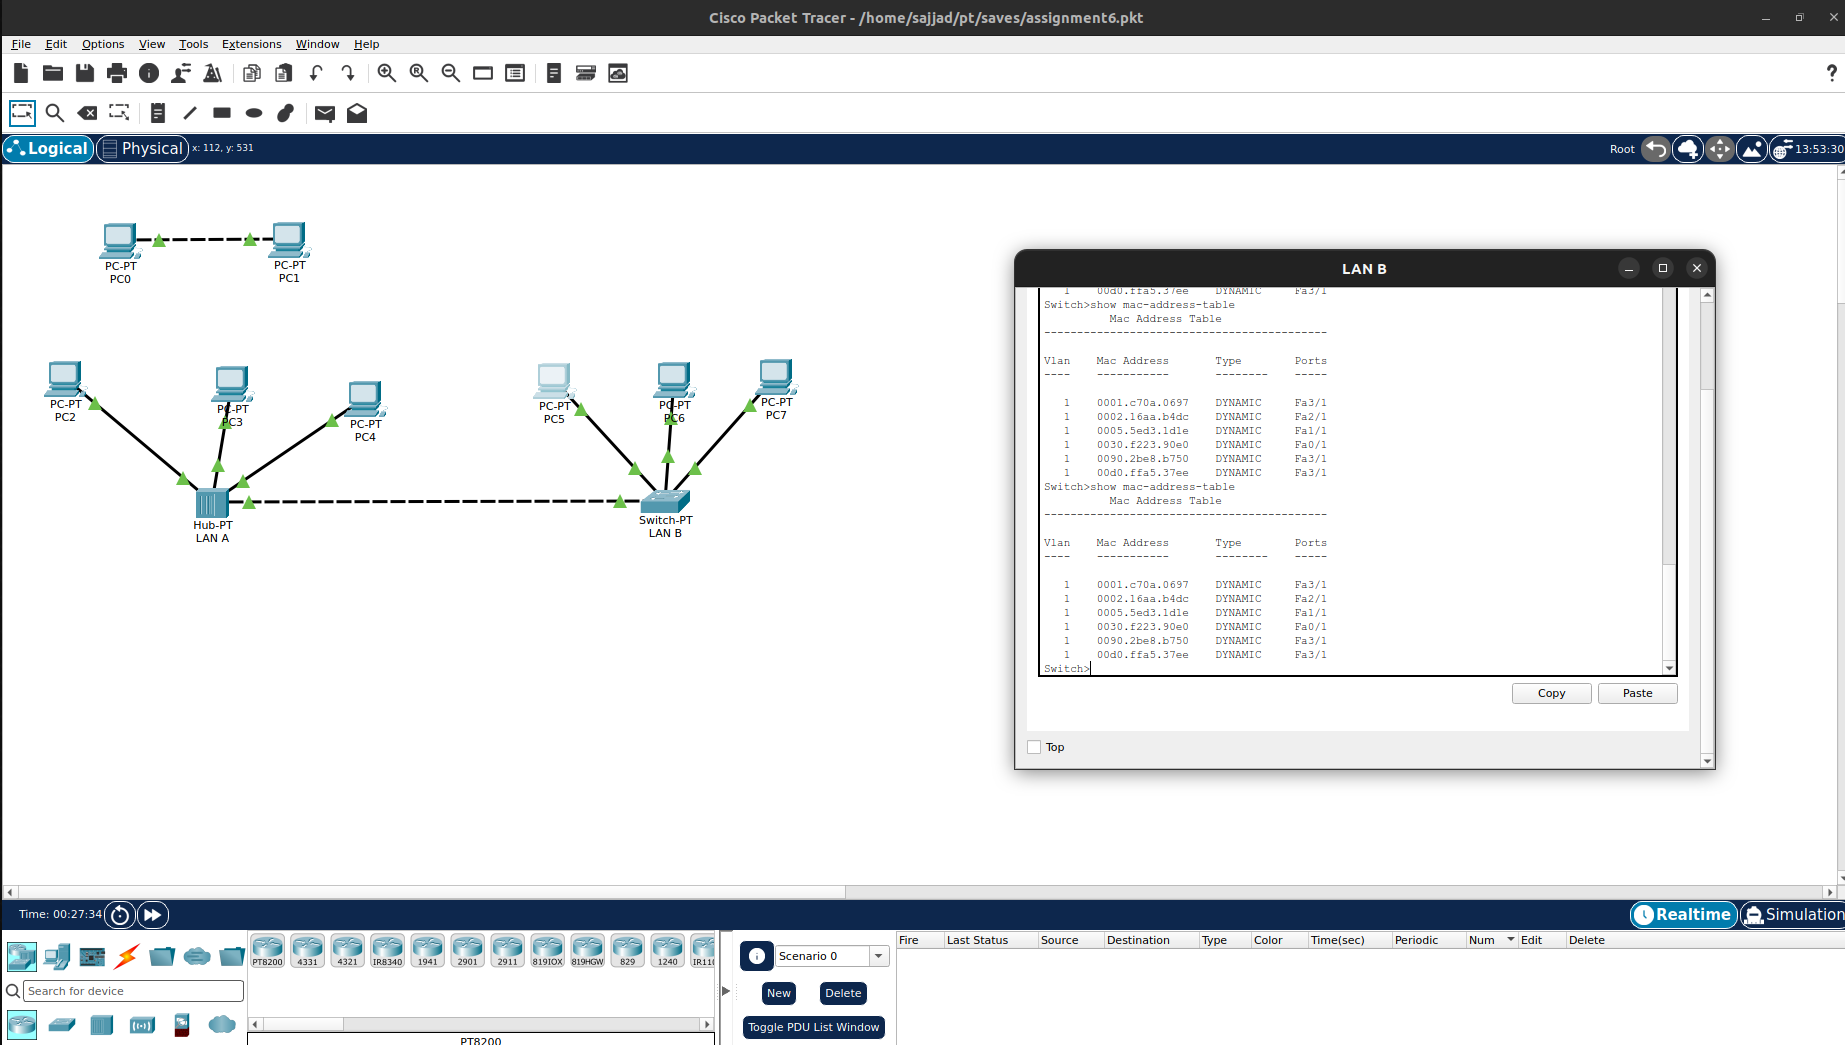 Cisco Packet Tracer - /home/sajjad/pt/saves/assignment6.pkt
File Edit Options View Tools Extensions Window Help
?
Logical Physical x: 112, y: 531 Root 13:53:30
PC-PT
PC0
PC-PT
PC1
PC-PT
PC2
PC-PT
PC3
PC-PT
PC4
PC-PT
PC5
PC-PT
PC6
PC-PT
PC7
Hub-PT
LAN A
Switch-PT
LAN B
LAN B
1 00d0.ffa5.37ee DYNAMIC Fa3/1
Switch>show mac-address-table
Mac Address Table
-------------------------------------------
Vlan Mac Address Type Ports
---- ----------- -------- -----
1 0001.c70a.0697 DYNAMIC Fa3/1
1 0002.16aa.b4dc DYNAMIC Fa2/1
1 0005.5ed3.1d1e DYNAMIC Fa1/1
1 0030.f223.90e0 DYNAMIC Fa0/1
1 0090.2be8.b750 DYNAMIC Fa3/1
1 00d0.ffa5.37ee DYNAMIC Fa3/1
Switch>show mac-address-table
Mac Address Table
-------------------------------------------
Vlan Mac Address Type Ports
---- ----------- -------- -----
1 0001.c70a.0697 DYNAMIC Fa3/1
1 0002.16aa.b4dc DYNAMIC Fa2/1
1 0005.5ed3.1d1e DYNAMIC Fa1/1
1 0030.f223.90e0 DYNAMIC Fa0/1
1 0090.2be8.b750 DYNAMIC Fa3/1
1 00d0.ffa5.37ee DYNAMIC Fa3/1
Switch>
Copy Paste
Top
Time: 00:27:34 Realtime Simulation
PT8200 4331 4321 IR8340 1941 2901 2911 819IOX 819HGW 829 1240
Search for device
PT8200
Scenario 0
New Delete
Toggle PDU List Window
Fire Last Status Source Destination Type Color Time(sec) Periodic Num Edit Delete